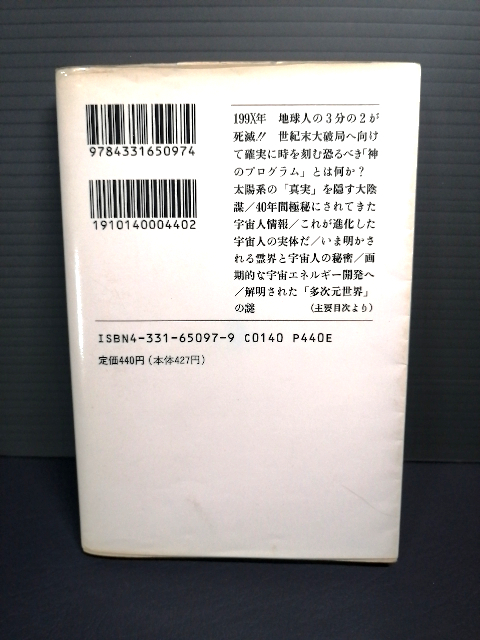 9784331650974
1910140004402
199X年 地球人の3分の2が
死滅!! 世紀末大破局へ向け
て確実に時を刻む恐るべき「神
のプログラム」とは何か?
太陽系の「真実」を隠す大陰
謀/40年間極秘にされてきた
宇宙人情報/これが進化した
宇宙人の実体だ/いま明かさ
れる霊界と宇宙人の秘密/画
期的な宇宙エネルギー開発へ
/解明された「多次元世界」
の謎 (主要目次より)
ISBN4-331-65097-9 C0140 P440E
定価440円(本体427円)